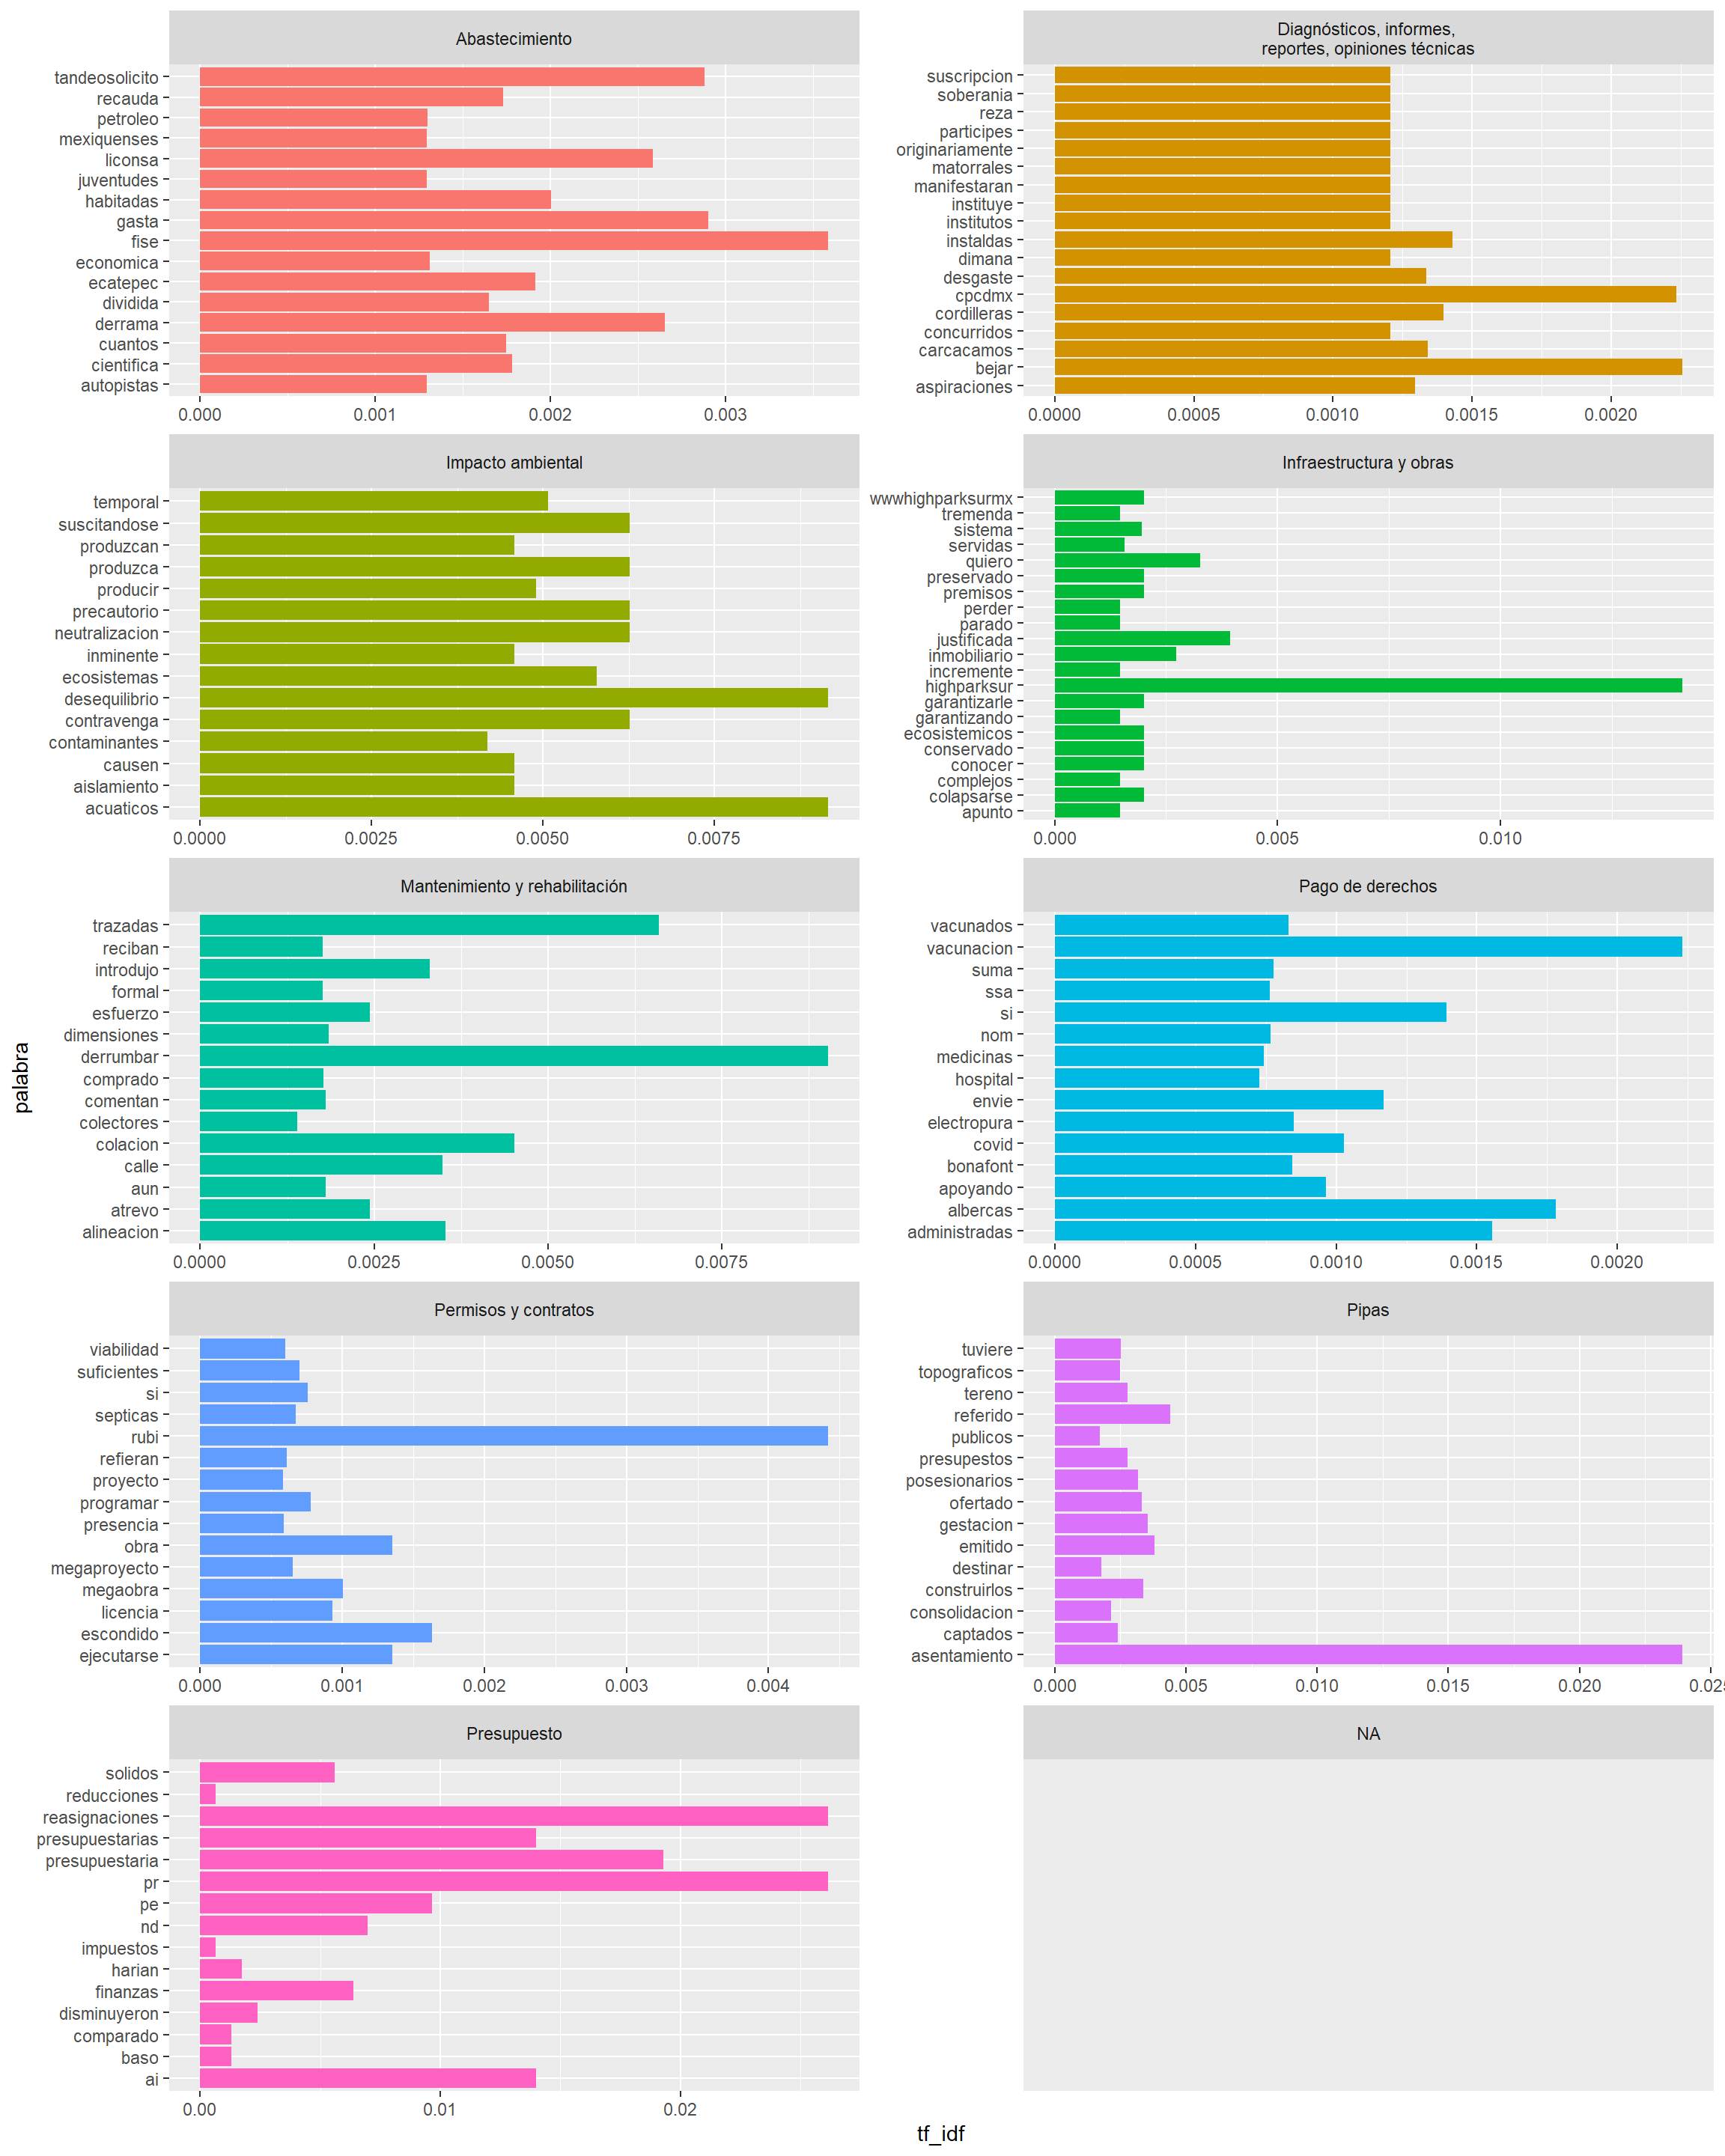 Abastecimiento
tandeosolicito
recauda
petroleo
mexiquenses
liconsa
juventudes
habitadas
gasta
fise
economica
ecatepec
dividida
derrama
cuantos
cientifica
autopistas
0.000 0.001 0.002 0.003
Diagnósticos, informes,
reportes, opiniones técnicas
suscripcion
soberania
reza
participes
originariamente
matorrales
manifestaran
instituye
institutos
instaldas
dimana
desgaste
cpcdmx
cordilleras
concurridos
carcacamos
bejar
aspiraciones
0.0000 0.0005 0.0010 0.0015 0.0020
Impacto ambiental
temporal
suscitandose
produzcan
produzca
producir
precautorio
neutralizacion
inminente
ecosistemas
desequilibrio
contravenga
contaminantes
causen
aislamiento
acuaticos
0.0000 0.0025 0.0050 0.0075
Infraestructura y obras
wwwhighparksurmx
tremenda
sistema
servidas
quiero
preservado
premisos
perder
parado
justificada
inmobiliario
incremente
highparksur
garantizarle
garantizando
ecosistemicos
conservado
conocer
complejos
colapsarse
apunto
0.000 0.005 0.010
Mantenimiento y rehabilitación
trazadas
reciban
introdujo
formal
esfuerzo
dimensiones
derrumbar
comprado
comentan
colectores
colacion
calle
aun
atrevo
alineacion
0.0000 0.0025 0.0050 0.0075
Pago de derechos
vacunados
vacunacion
suma
ssa
si
nom
medicinas
hospital
envie
electropura
covid
bonafont
apoyando
albercas
administradas
0.0000 0.0005 0.0010 0.0015 0.0020
Permisos y contratos
viabilidad
suficientes
si
septicas
rubi
refieran
proyecto
programar
presencia
obra
megaproyecto
megaobra
licencia
escondido
ejecutarse
0.000 0.001 0.002 0.003 0.004
Pipas
tuviere
topograficos
tereno
referido
publicos
presupestos
posesionarios
ofertado
gestacion
emitido
destinar
construirlos
consolidacion
captados
asentamiento
0.000 0.005 0.010 0.015 0.020 0.025
Presupuesto
solidos
reducciones
reasignaciones
presupuestarias
presupuestaria
pr
pe
nd
impuestos
harian
finanzas
disminuyeron
comparado
baso
ai
0.00 0.01 0.02
NA
palabra
tf_idf